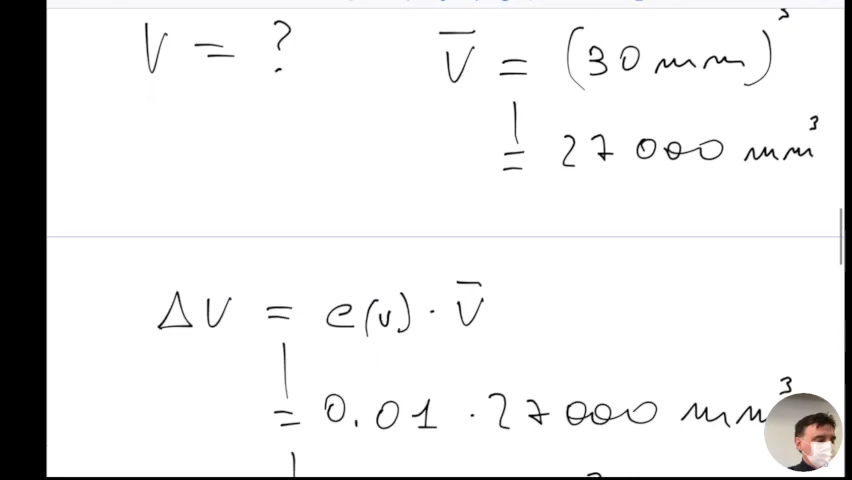 V = ?
V̅ = (30 mm)³
= 27 000 mm³
ΔV = e(v) · V̅
= 0.01 · 27 000 mm³